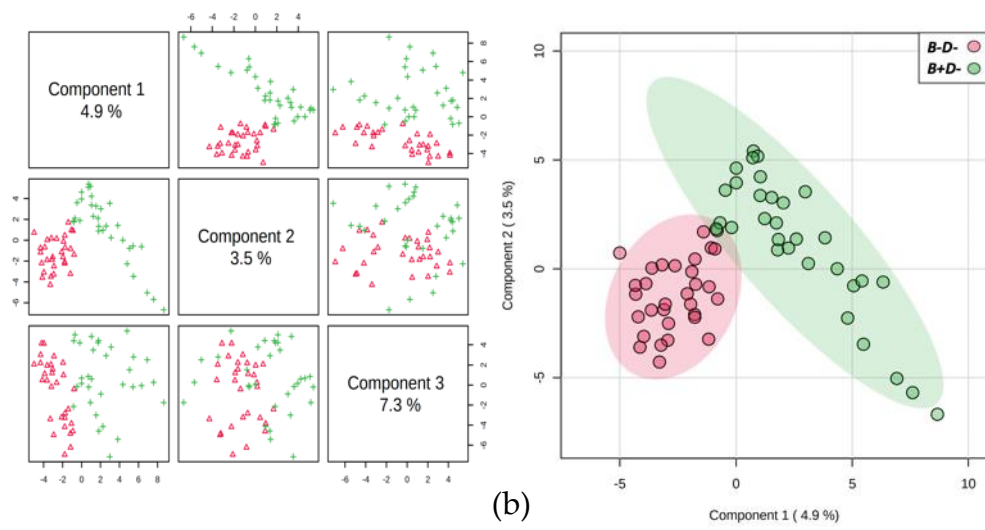 -6 -2 0 2 4
Component 1
4.9 %
-4 -2 0 2 4 6 8
-6 -4 -2 0 2 4
Component 2
3.5 %
Component 3
7.3 %
-6 -4 -2 0 2 4
-4 -2 0 2 4 6 8
-6 -4 -2 0 2 4
(b)
B-D-
B+D-
10
5
0
-5
Component 2 ( 3.5 %)
-5 0 5 10
Component 1 ( 4.9 %)